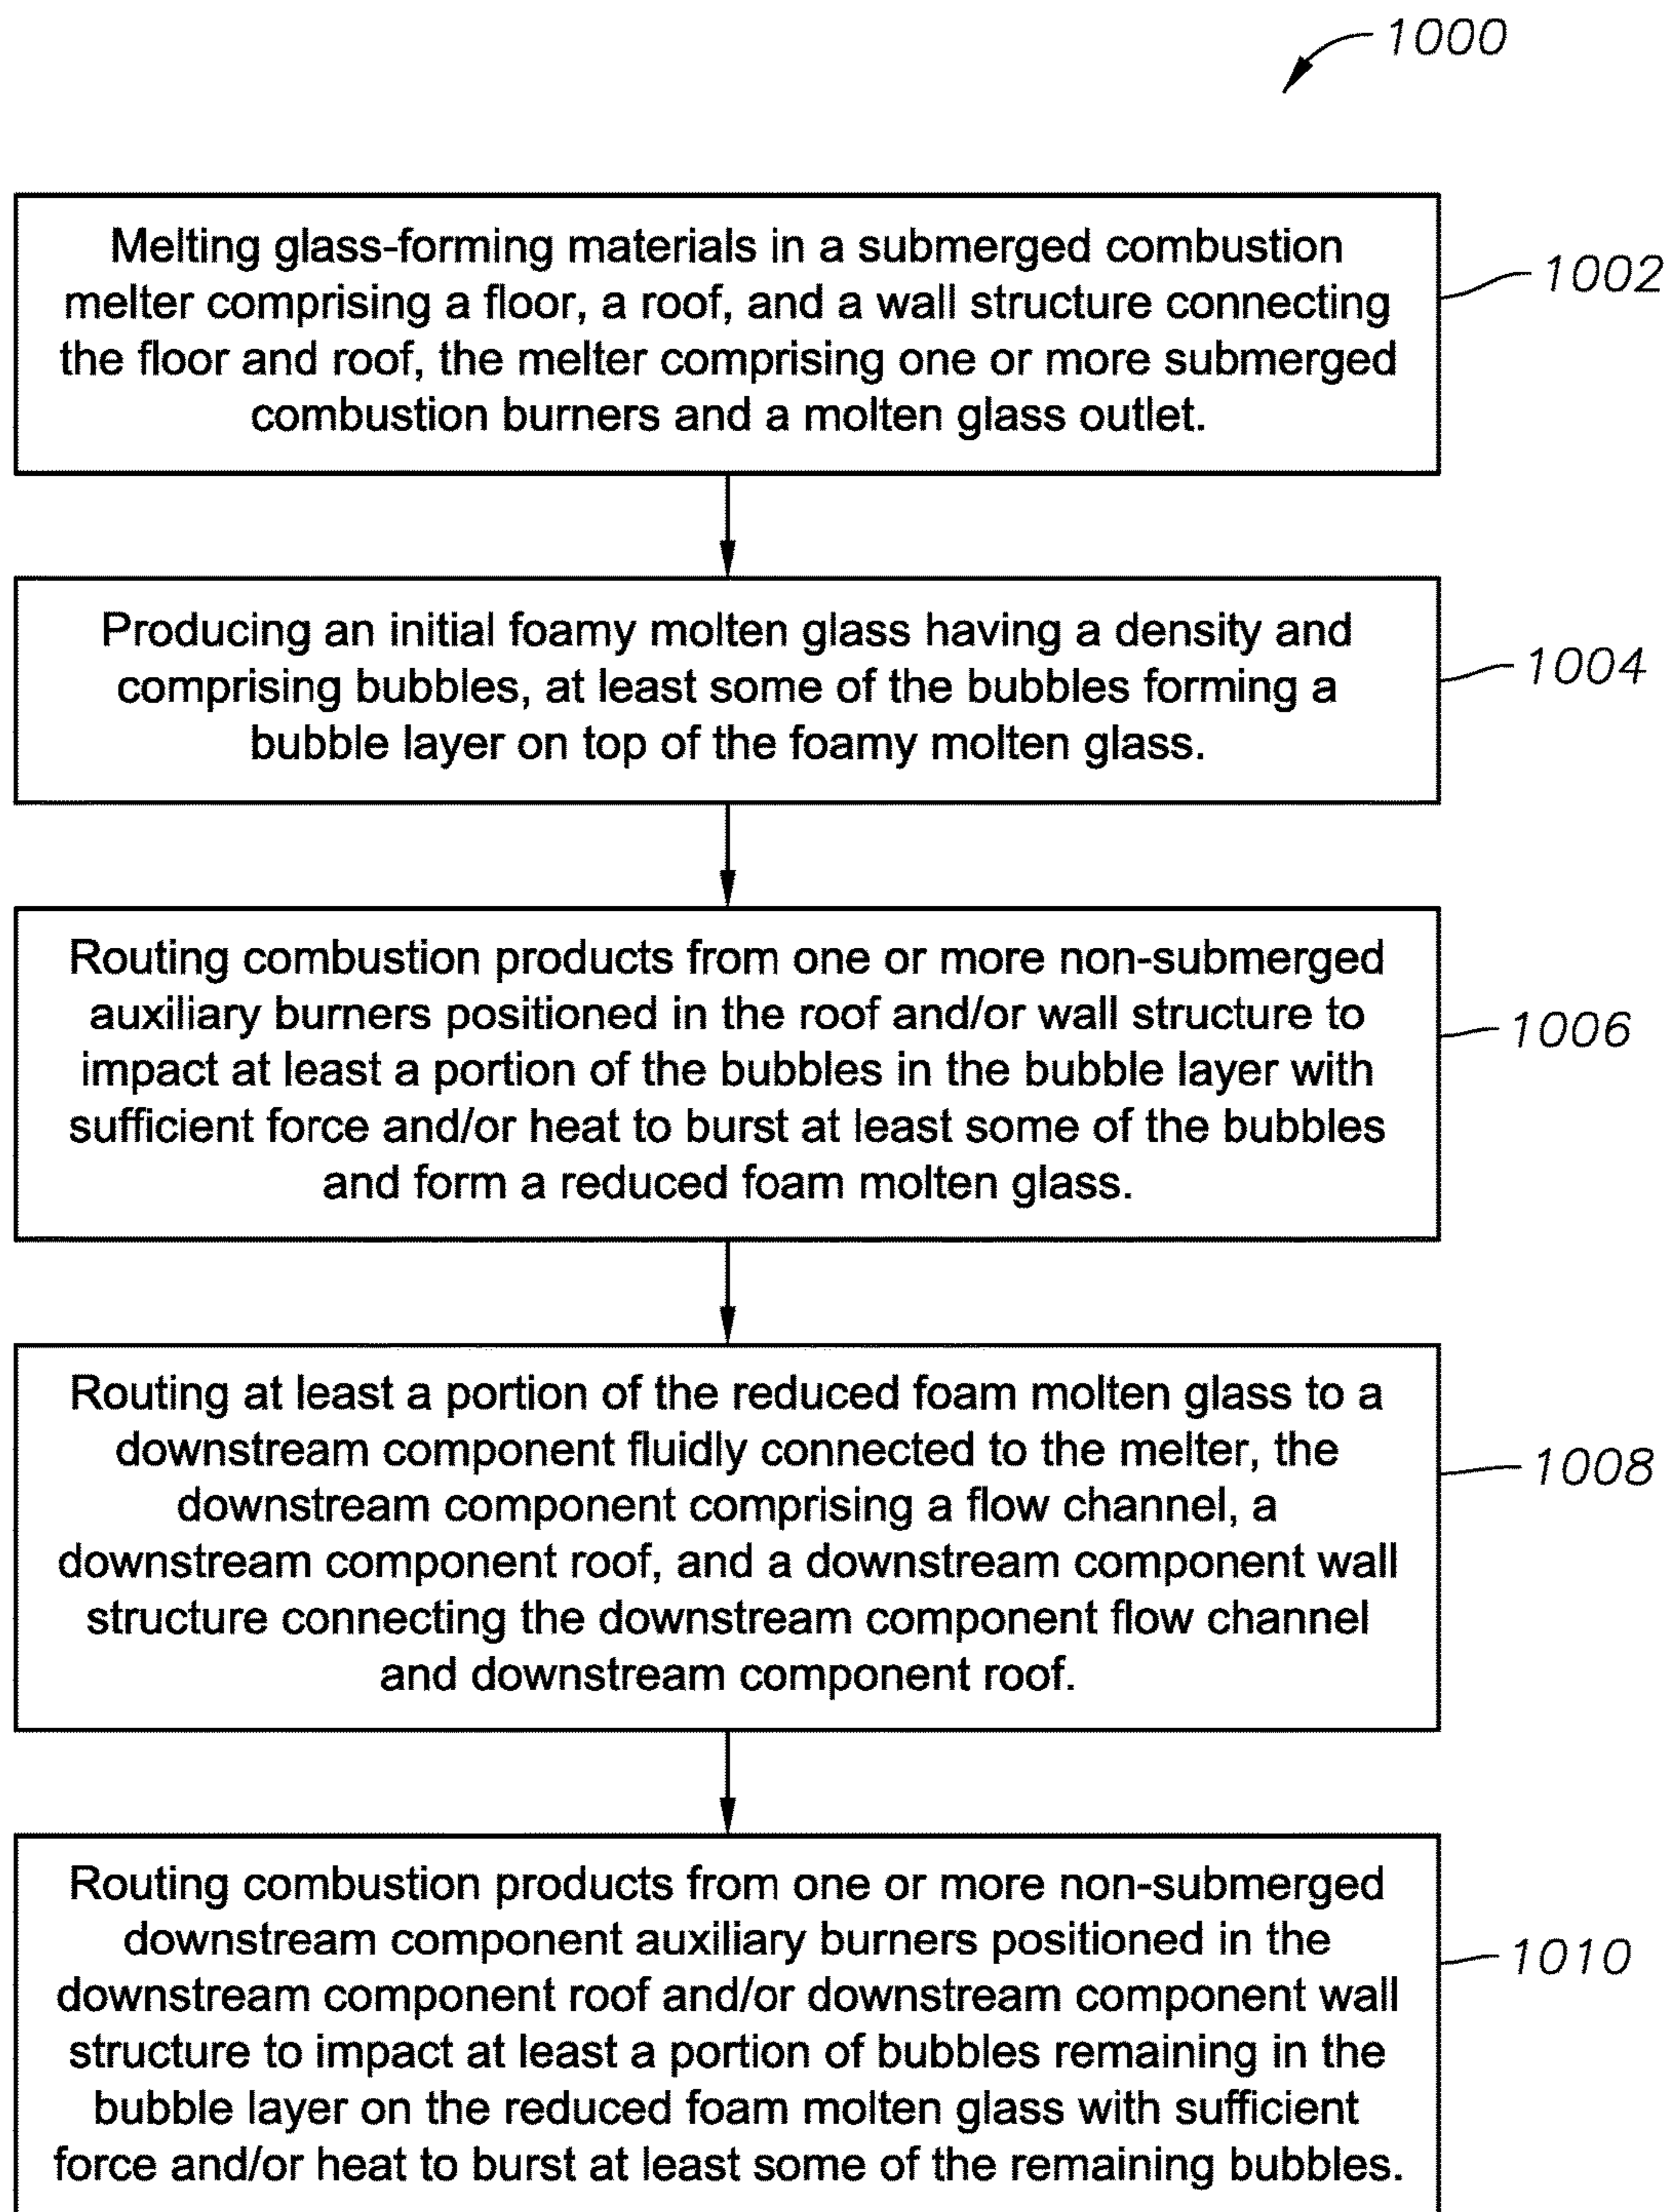 1000
Melting glass-forming materials in a submerged combustion
melter comprising a floor, a roof, and a wall structure connecting
the floor and roof, the melter comprising one or more submerged
combustion burners and a molten glass outlet.
1002
Producing an initial foamy molten glass having a density and
comprising bubbles, at least some of the bubbles forming a
bubble layer on top of the foamy molten glass.
1004
Routing combustion products from one or more non-submerged
auxiliary burners positioned in the roof and/or wall structure to
impact at least a portion of the bubbles in the bubble layer with
sufficient force and/or heat to burst at least some of the bubbles
and form a reduced foam molten glass.
1006
Routing at least a portion of the reduced foam molten glass to a
downstream component fluidly connected to the melter, the
downstream component comprising a flow channel, a
downstream component roof, and a downstream component wall
structure connecting the downstream component flow channel
and downstream component roof.
1008
Routing combustion products from one or more non-submerged
downstream component auxiliary burners positioned in the
downstream component roof and/or downstream component wall
structure to impact at least a portion of bubbles remaining in the
bubble layer on the reduced foam molten glass with sufficient
force and/or heat to burst at least some of the remaining bubbles.
1010